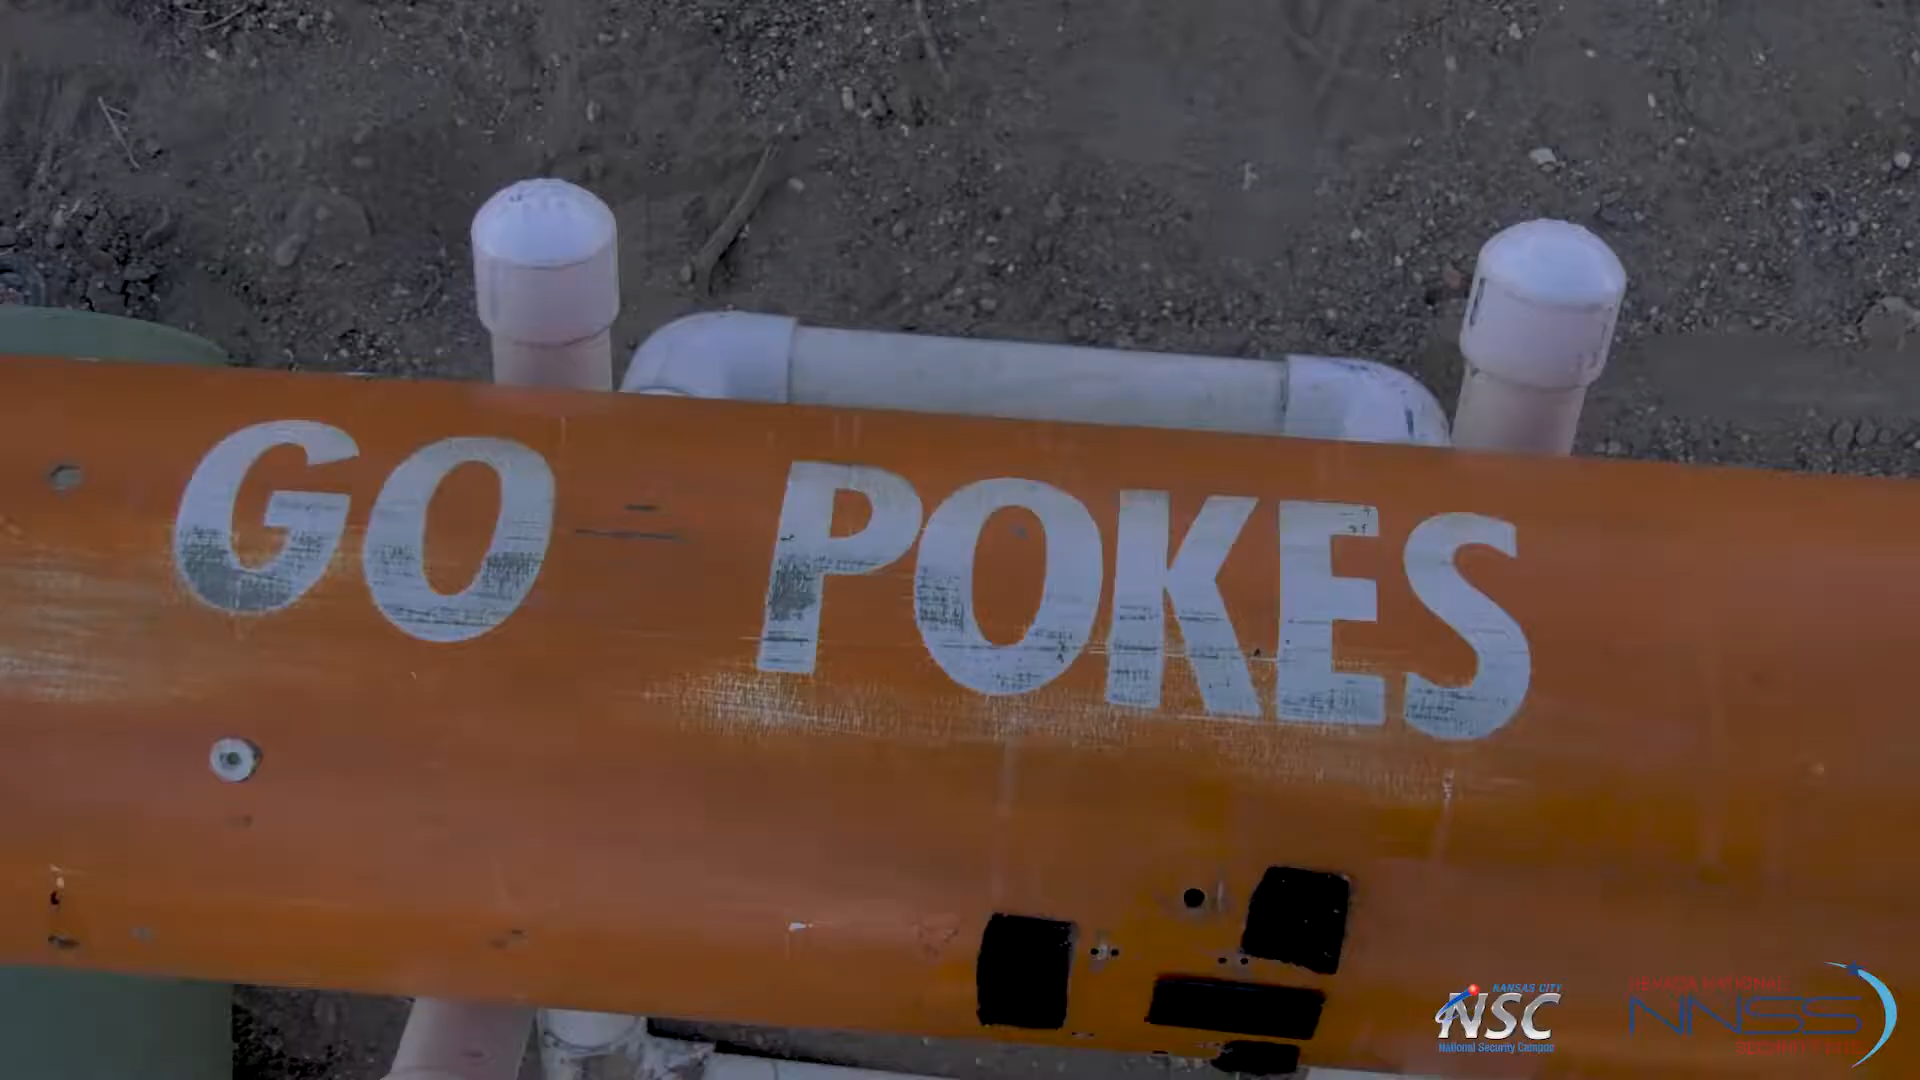 GO POKES
KANSAS CITY
NSC
National Security Campus
NEVADA NATIONAL
NNSS
SECURITY SITE